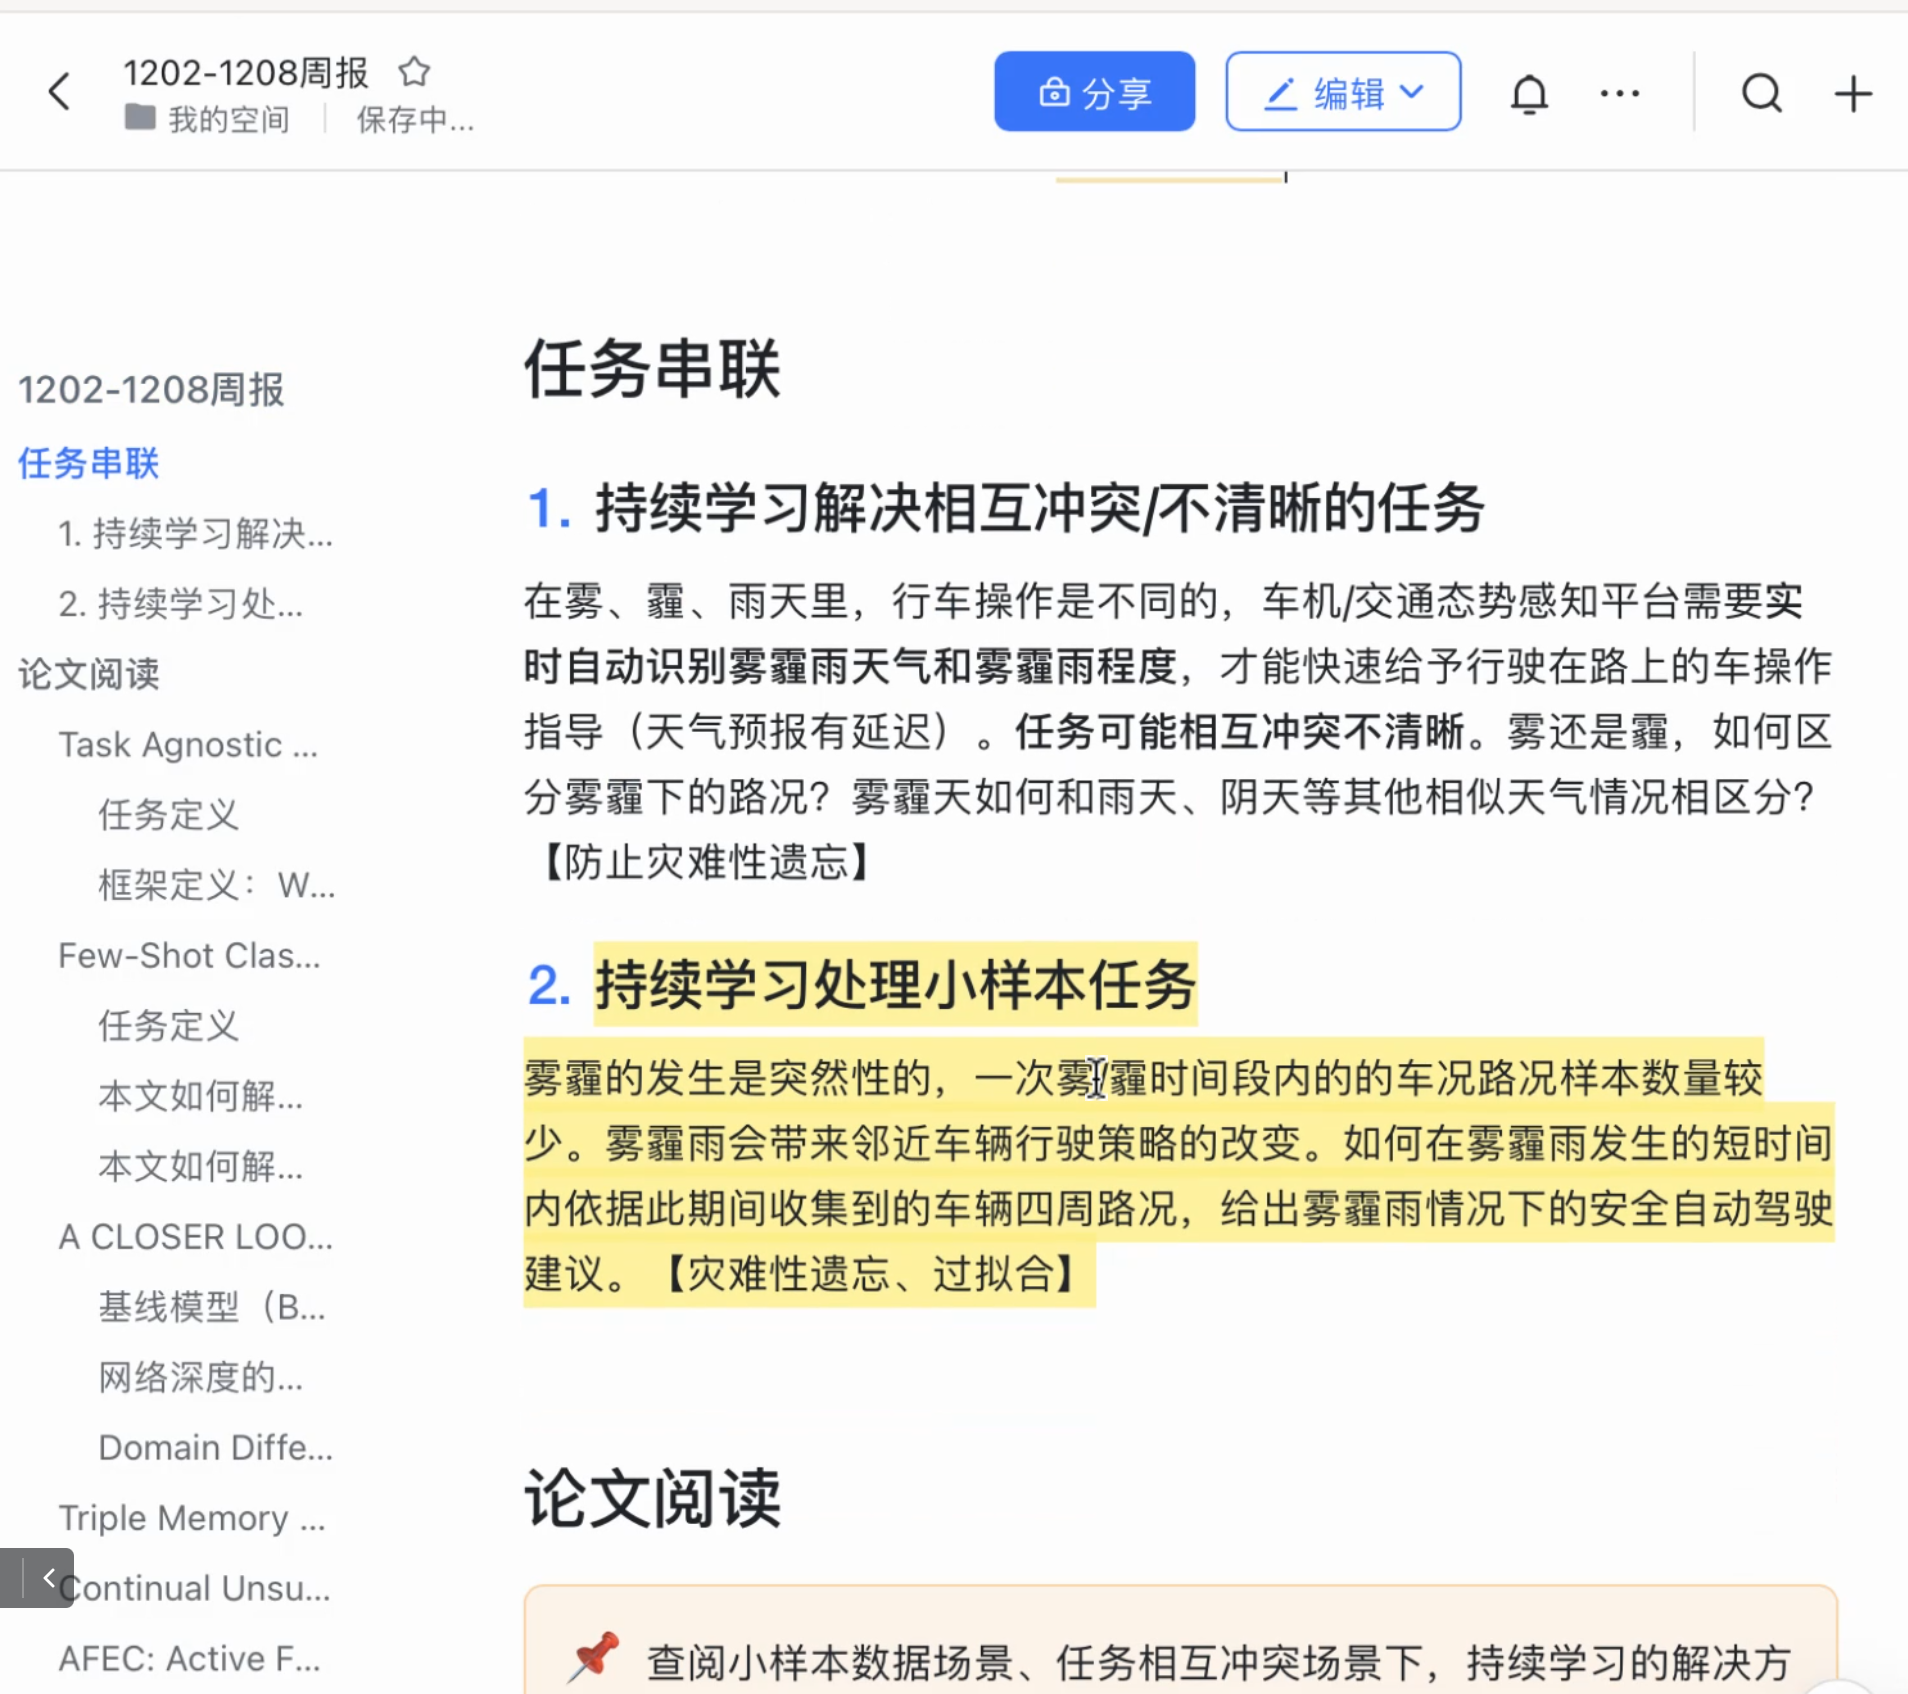 1202-1208周报
我的空间
保存中...
分享
编辑
1202-1208周报
任务串联
1. 持续学习解决...
2. 持续学习处...
论文阅读
Task Agnostic ...
任务定义
框架定义：W...
Few-Shot Clas...
任务定义
本文如何解...
本文如何解...
A CLOSER LOO...
基线模型（B...
网络深度的...
Domain Diffe...
Triple Memory ...
Continual Unsu...
AFEC: Active F...
任务串联
1. 持续学习解决相互冲突/不清晰的任务
在雾、霾、雨天里，行车操作是不同的，车机/交通态势感知平台需要实
时自动识别雾霾雨天气和雾霾雨程度，才能快速给予行驶在路上的车操作
指导（天气预报有延迟）。任务可能相互冲突不清晰。雾还是霾，如何区
分雾霾下的路况？雾霾天如何和雨天、阴天等其他相似天气情况相区分？
【防止灾难性遗忘】
2. 持续学习处理小样本任务
雾霾的发生是突然性的，一次雾/霾时间段内的的车况路况样本数量较
少。雾霾雨会带来邻近车辆行驶策略的改变。如何在雾霾雨发生的短时间
内依据此期间收集到的车辆四周路况，给出雾霾雨情况下的安全自动驾驶
建议。【灾难性遗忘、过拟合】
论文阅读
查阅小样本数据场景、任务相互冲突场景下，持续学习的解决方